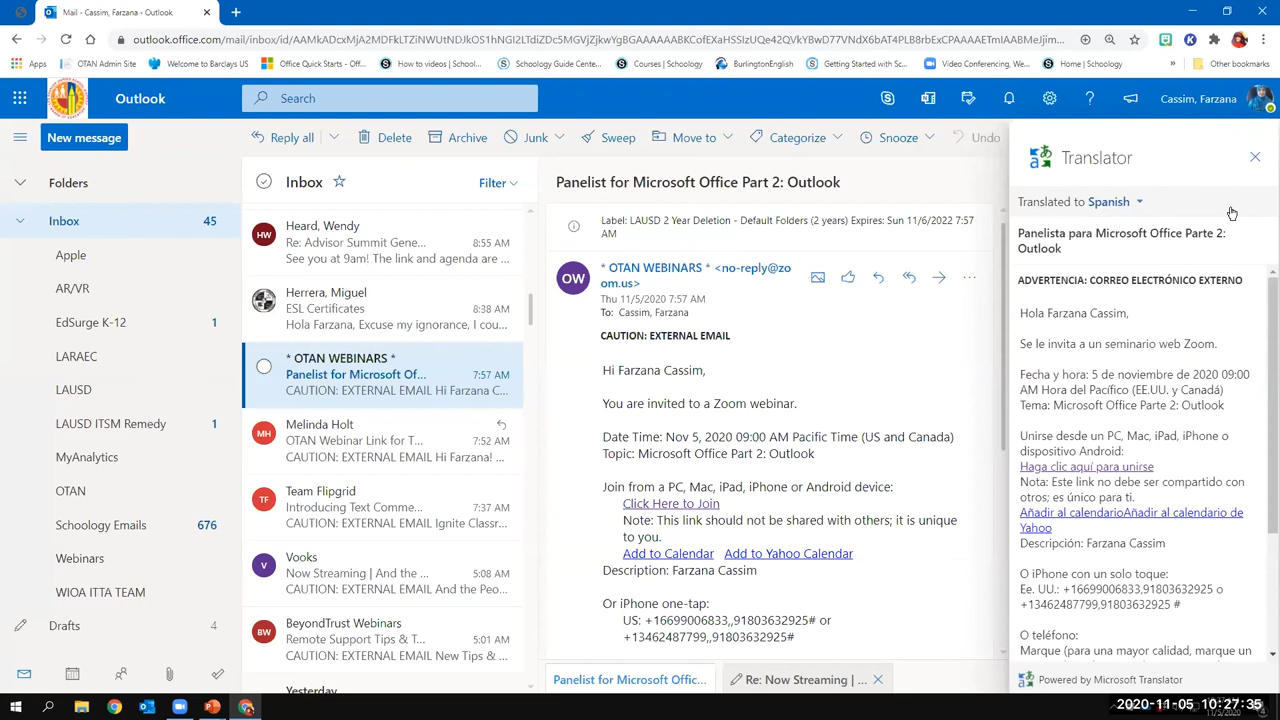 Mail - Cassim, Farzana - Outlook
outlook.office.com/mail/inbox/id/
Apps
OTAN Admin Site
Welcome to Barclays US
Office Quick Starts - Off...
How to videos | School...
Schoology Guide Cent...
Courses | Schoology
BurlingtonEnglish
Getting Started with Sc...
Video Conferencing, We...
Home | Schoology
»
Other bookmarks
Outlook
Search
Cassim, Farzana
New message
Reply all
Delete
Archive
Junk
Sweep
Move to
Categorize
Snooze
Undo
Folders
Inbox 45
Apple
AR/VR
EdSurge K-12 1
LARAEC
LAUSD
LAUSD ITSM Remedy 1
MyAnalytics
OTAN
Schoology Emails 676
Webinars
WIOA ITTA TEAM
Drafts 4
Inbox
Filter
HW
Heard, Wendy
Re: Advisor Summit Gene... 8:55 AM
See you at 9am! The link and agenda are ...
Herrera, Miguel
ESL Certificates 8:38 AM
Hola Farzana, Excuse my ignorance, I cou...
* OTAN WEBINARS *
Panelist for Microsoft Of... 7:57 AM
CAUTION: EXTERNAL EMAIL Hi Farzana C...
MH
Melinda Holt
OTAN Webinar Link for T... 7:52 AM
CAUTION: EXTERNAL EMAIL Hi Farzana! ...
TF
Team Flipgrid
Introducing Text Comme... 7:37 AM
CAUTION: EXTERNAL EMAIL Ignite Classr...
V
Vooks
Now Streaming | And the ... 5:08 AM
CAUTION: EXTERNAL EMAIL And the Peo...
BW
BeyondTrust Webinars
Remote Support Tips & T... 5:01 AM
CAUTION: EXTERNAL EMAIL New Tips & ...
Yesterday
Panelist for Microsoft Office Part 2: Outlook
Label: LAUSD 2 Year Deletion - Default Folders (2 years) Expires: Sun 11/6/2022 7:57
AM
OW
* OTAN WEBINARS * <no-reply@zo
om.us>
Thu 11/5/2020 7:57 AM
To: Cassim, Farzana
CAUTION: EXTERNAL EMAIL
Hi Farzana Cassim,
You are invited to a Zoom webinar.
Date Time: Nov 5, 2020 09:00 AM Pacific Time (US and Canada)
Topic: Microsoft Office Part 2: Outlook
Join from a PC, Mac, iPad, iPhone or Android device:
Click Here to Join
Note: This link should not be shared with others; it is unique
to you.
Add to Calendar Add to Yahoo Calendar
Description: Farzana Cassim
Or iPhone one-tap:
US: +16699006833,,91803632925# or
+13462487799,,91803632925#
Panelist for Microsoft Offic...
Re: Now Streaming | ...
Translator
Translated to Spanish
Panelista para Microsoft Office Parte 2:
Outlook
ADVERTENCIA: CORREO ELECTRÓNICO EXTERNO
Hola Farzana Cassim,
Se le invita a un seminario web Zoom.
Fecha y hora: 5 de noviembre de 2020 09:00
AM Hora del Pacífico (EE.UU. y Canadá)
Tema: Microsoft Office Parte 2: Outlook
Unirse desde un PC, Mac, iPad, iPhone o
dispositivo Android:
Haga clic aquí para unirse
Nota: Este link no debe ser compartido con
otros; es único para ti.
Añadir al calendarioAñadir al calendario de
Yahoo
Descripción: Farzana Cassim
O iPhone con un solo toque:
Ee. UU.: +16699006833,91803632925 o
+13462487799,91803632925 #
O teléfono:
Marque (para una mayor calidad, marque un
Powered by Microsoft Translator
2020-11-05 10:27:35
11/5/2020